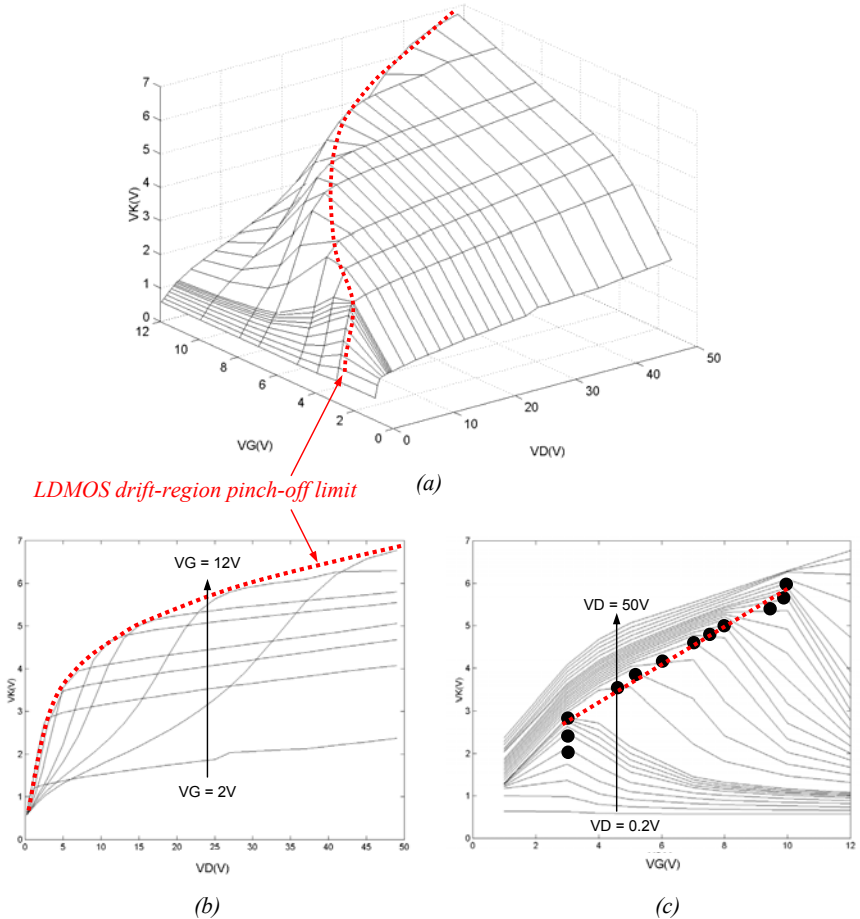 7
6
5
4
3
2
1
0
VK(V)
12
10
8
6
4
2
0
VG(V)
0
10
20
30
40
50
VD(V)
(a)
LDMOS drift-region pinch-off limit
7
6
5
4
3
2
1
0
VK(V)
VG = 12V
VG = 2V
0 5 10 15 20 25 30 35 40 45 50
VD(V)
(b)
7
6
5
4
3
2
1
0
VK(V)
VD = 50V
VD = 0.2V
0 2 4 6 8 10 12
VG(V)
(c)